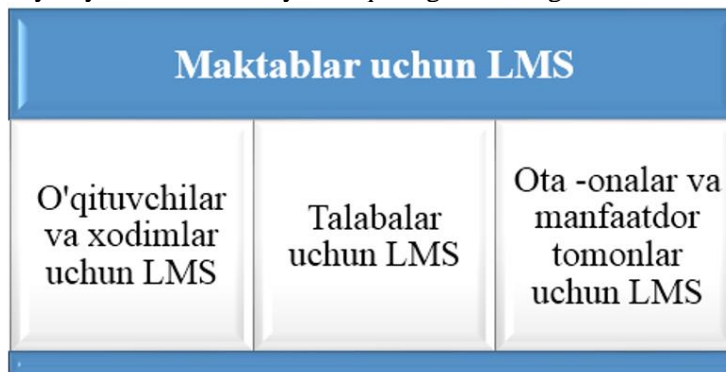 Maktablar uchun LMS
O'qituvchilar
va xodimlar
uchun LMS
Talabalar
uchun LMS
Ota -onalar va
manfaatdor
tomonlar
uchun LMS